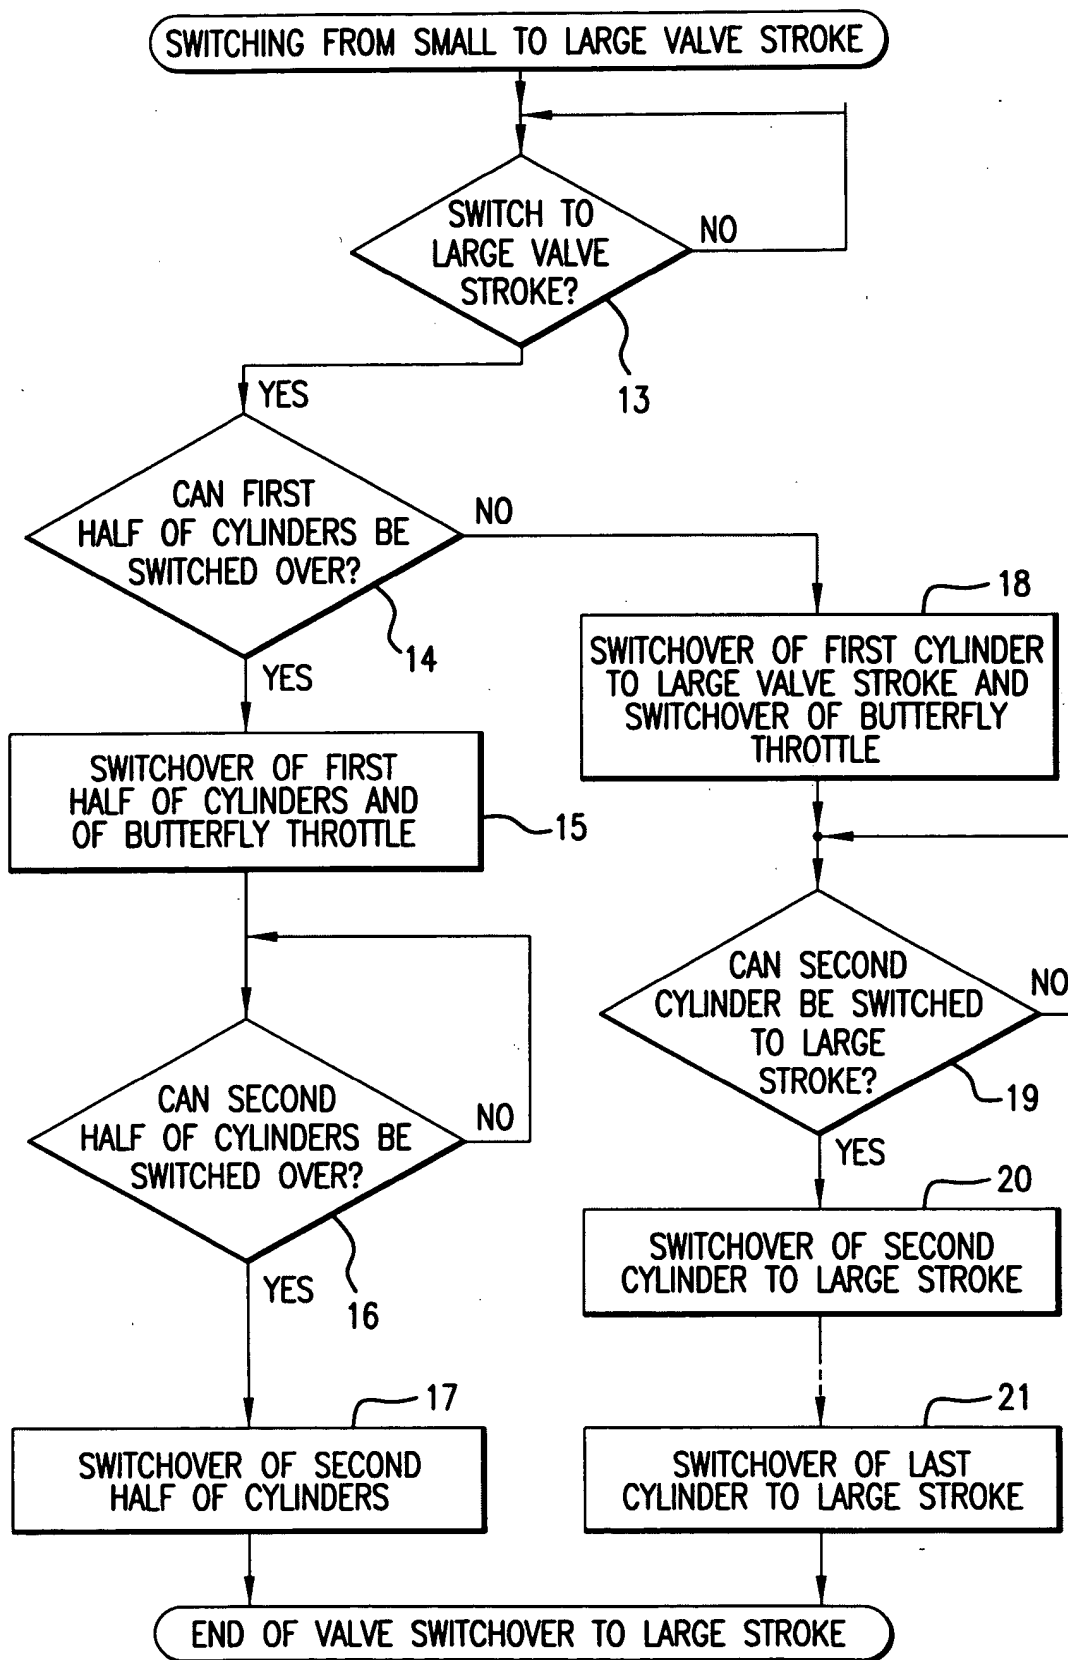 SWITCHING FROM SMALL TO LARGE VALVE STROKE
SWITCH TO
LARGE VALVE
STROKE?
NO
13
YES
CAN FIRST
HALF OF CYLINDERS BE
SWITCHED OVER?
NO
14
YES
SWITCHOVER OF FIRST
HALF OF CYLINDERS AND
OF BUTTERFLY THROTTLE
15
CAN SECOND
HALF OF CYLINDERS BE
SWITCHED OVER?
NO
16
YES
17
SWITCHOVER OF SECOND
HALF OF CYLINDERS
18
SWITCHOVER OF FIRST CYLINDER
TO LARGE VALVE STROKE AND
SWITCHOVER OF BUTTERFLY
THROTTLE
CAN SECOND
CYLINDER BE SWITCHED
TO LARGE
STROKE?
NO
19
YES
20
SWITCHOVER OF SECOND
CYLINDER TO LARGE STROKE
21
SWITCHOVER OF LAST
CYLINDER TO LARGE STROKE
END OF VALVE SWITCHOVER TO LARGE STROKE